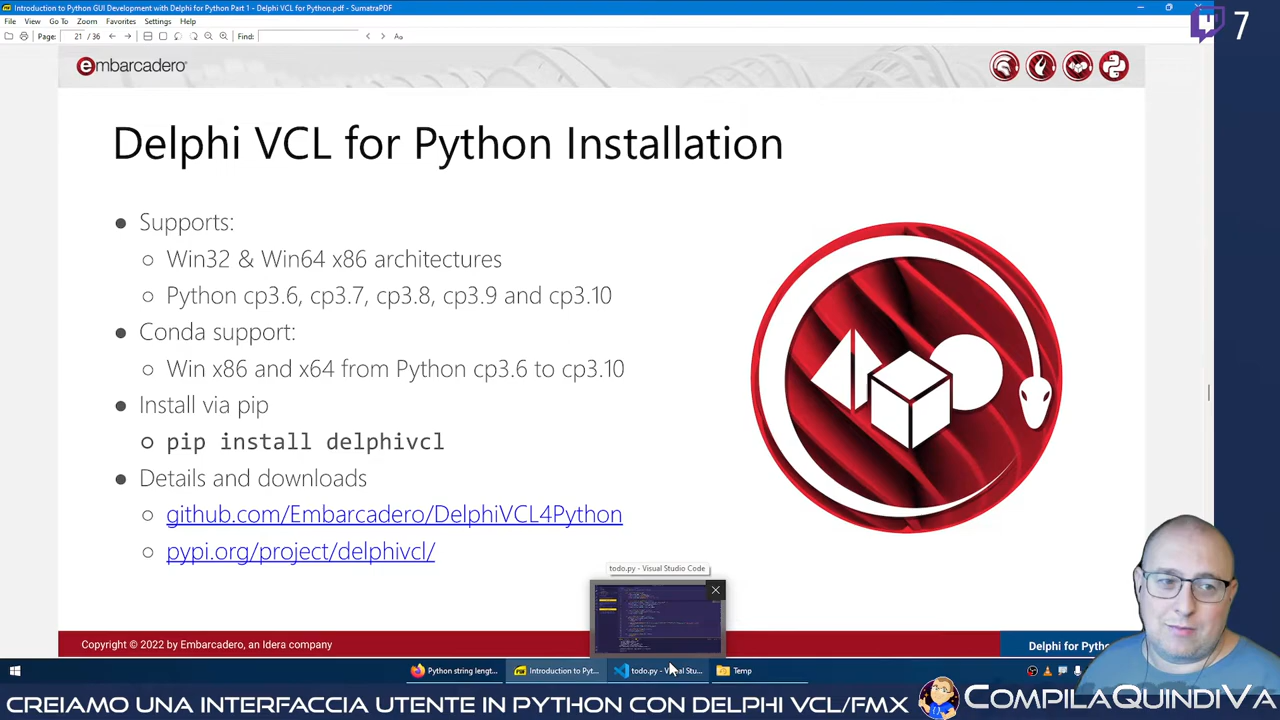 Introduction to Python GUI Development with Delphi for Python Part 1 - Delphi VCL for Python.pdf - SumatraPDF
File View Go To Zoom Favorites Settings Help
Page: 21 / 36 Find: Aa
7
embarcadero
Delphi VCL for Python Installation
● Supports:
○ Win32 & Win64 x86 architectures
○ Python cp3.6, cp3.7, cp3.8, cp3.9 and cp3.10
● Conda support:
○ Win x86 and x64 from Python cp3.6 to cp3.10
● Install via pip
○ pip install delphivcl
● Details and downloads
○ github.com/Embarcadero/DelphiVCL4Python
○ pypi.org/project/delphivcl/
todo.py - Visual Studio Code
Copyright © 2022 by Embarcadero, an Idera company
Delphi for Pyth
Python string lengt... Introduction to Pyt... todo.py - Visual Stu... Temp
CREIAMO UNA INTERFACCIA UTENTE IN PYTHON CON DELPHI VCL/FMX
COMPILAQUINDIVA